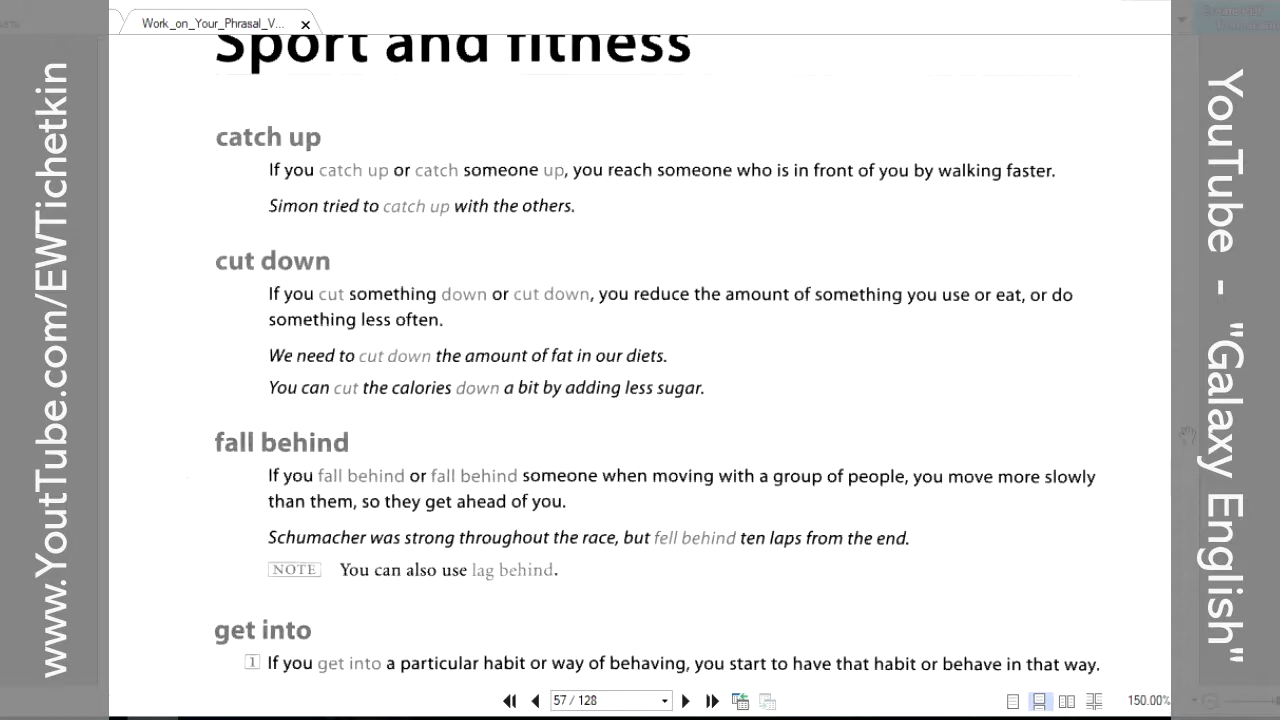 Work_on_Your_Phrasal_V...
Sport and fitness
catch up
If you catch up or catch someone up, you reach someone who is in front of you by walking faster.
Simon tried to catch up with the others.
cut down
If you cut something down or cut down, you reduce the amount of something you use or eat, or do
something less often.
We need to cut down the amount of fat in our diets.
You can cut the calories down a bit by adding less sugar.
fall behind
If you fall behind or fall behind someone when moving with a group of people, you move more slowly
than them, so they get ahead of you.
Schumacher was strong throughout the race, but fell behind ten laps from the end.
NOTE You can also use lag behind.
get into
1 If you get into a particular habit or way of behaving, you start to have that habit or behave in that way.
57 / 128
150.00%
www.YoutTube.com/EWTichetkin
YouTube - "Galaxy English"